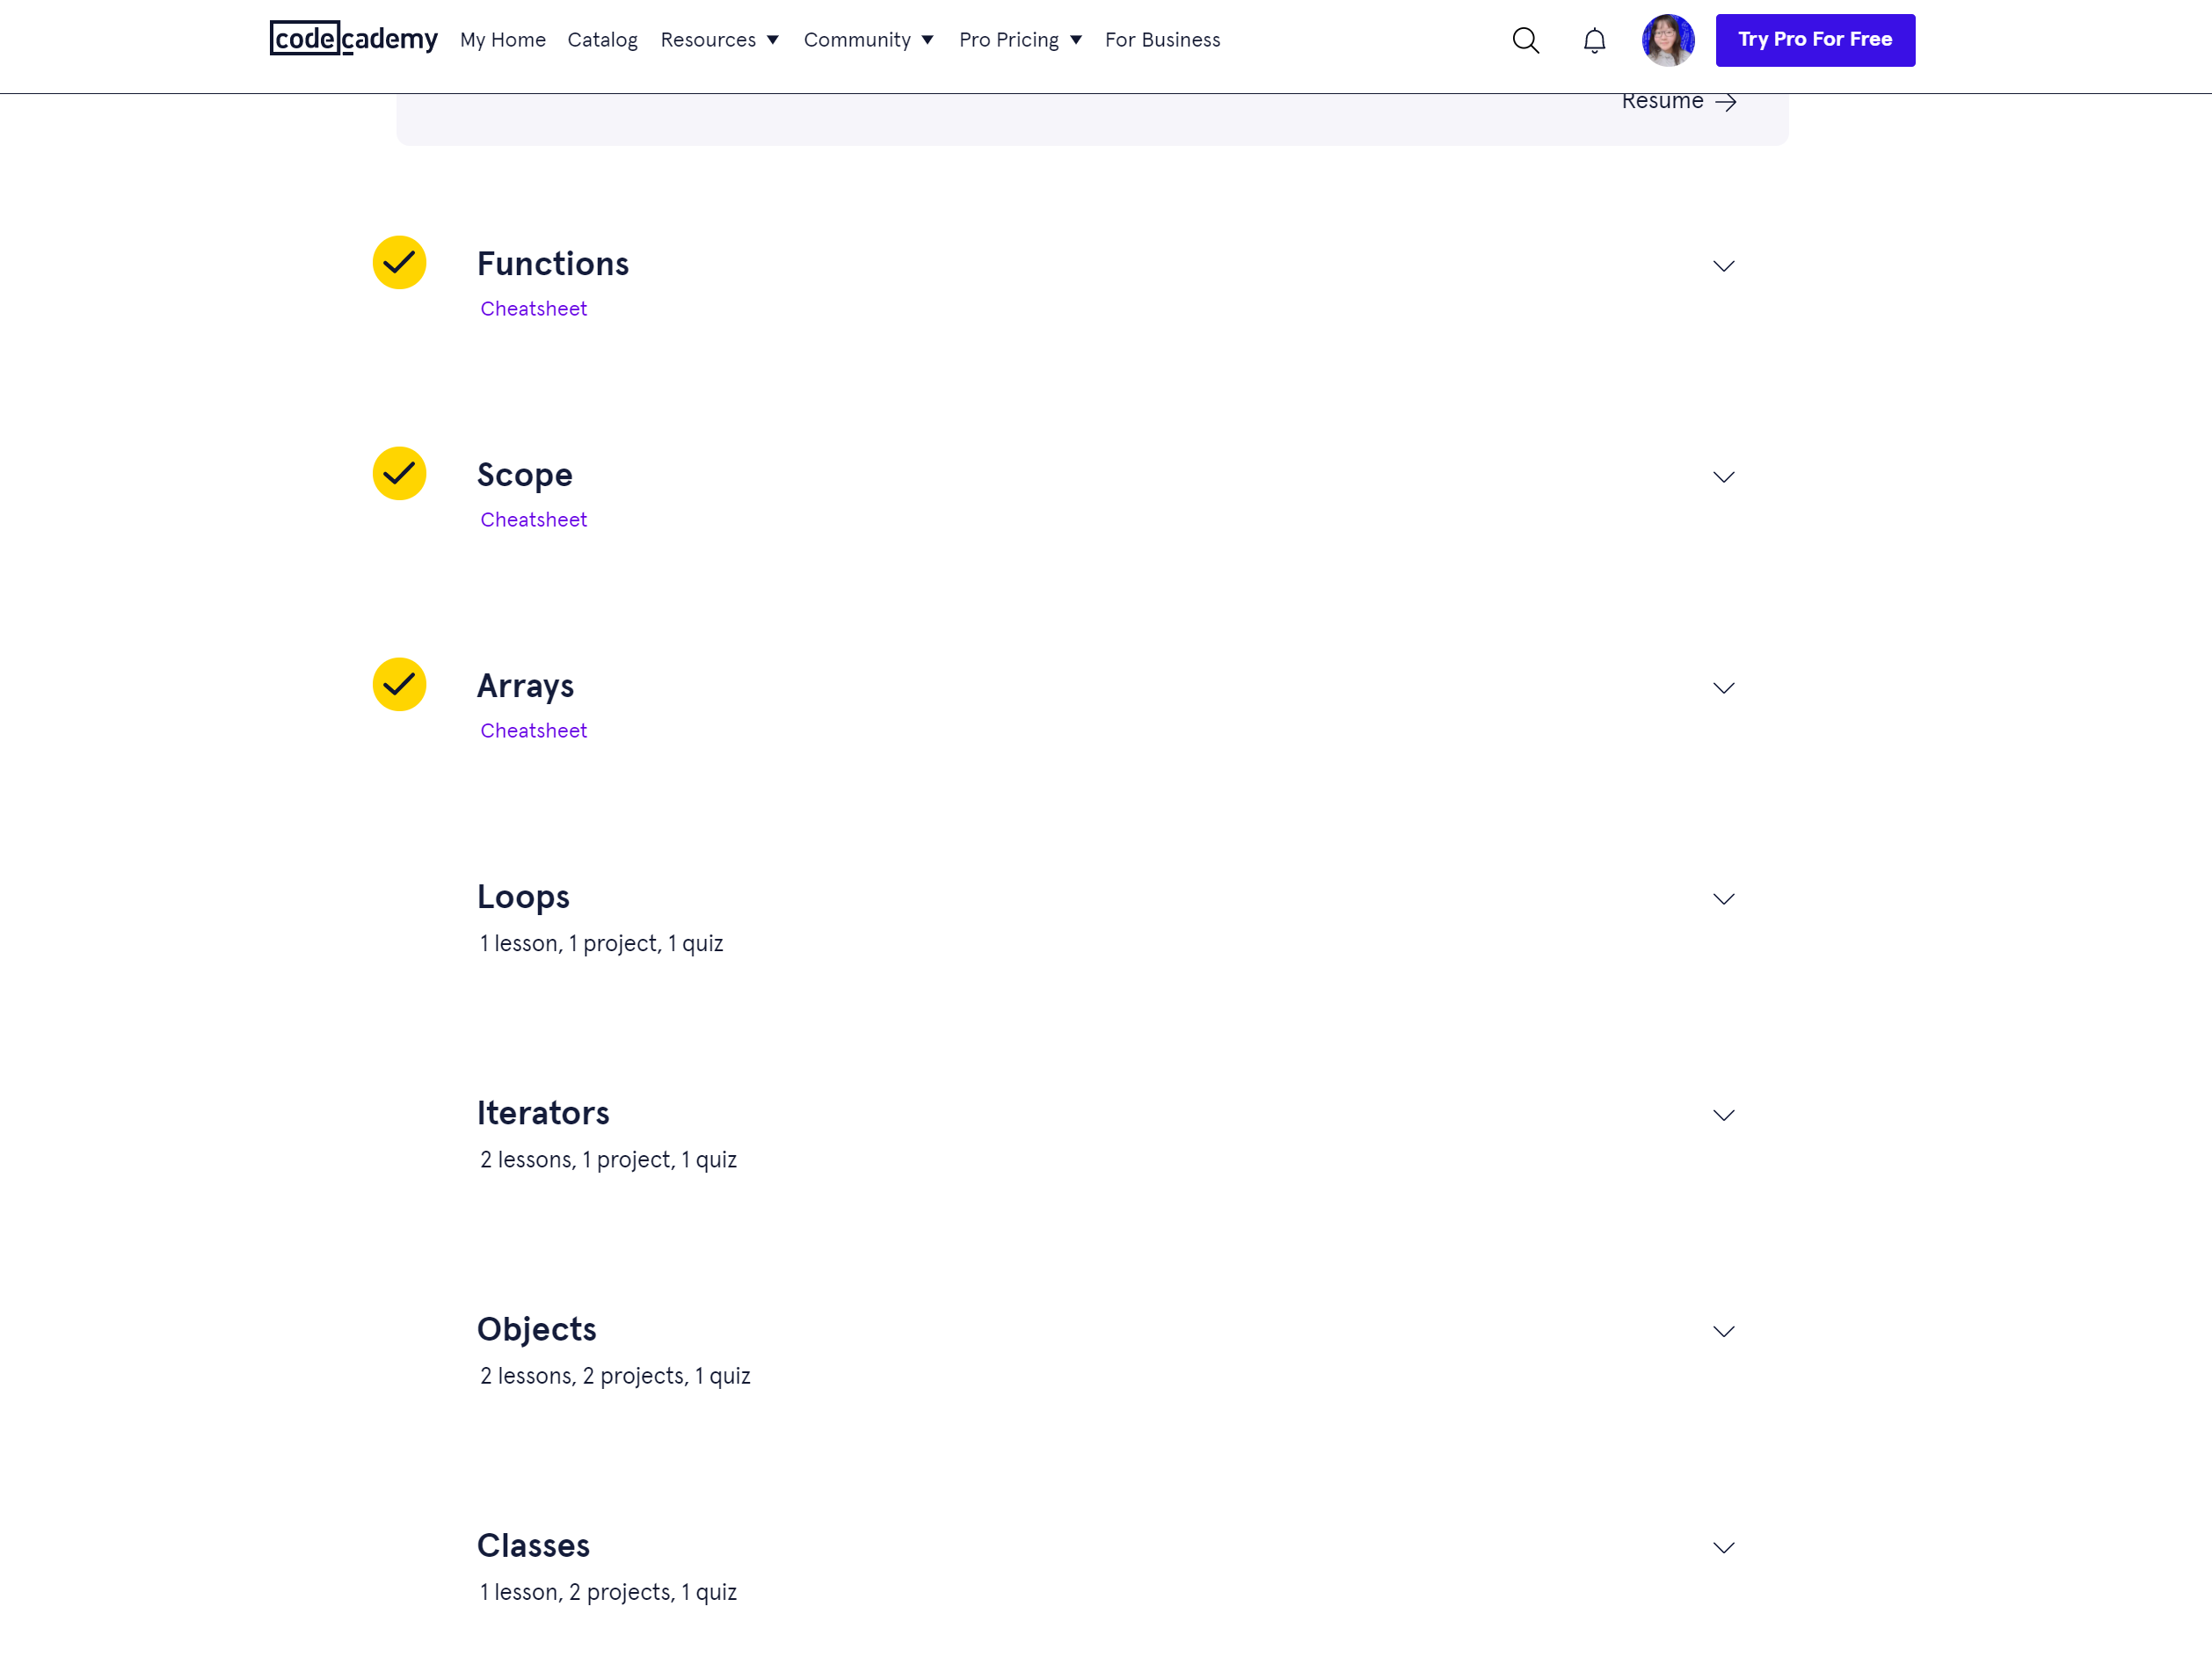 codecademy My Home Catalog Resources Community Pro Pricing For Business Try Pro For Free
Resume
Functions
Cheatsheet
Scope
Cheatsheet
Arrays
Cheatsheet
Loops
1 lesson, 1 project, 1 quiz
Iterators
2 lessons, 1 project, 1 quiz
Objects
2 lessons, 2 projects, 1 quiz
Classes
1 lesson, 2 projects, 1 quiz